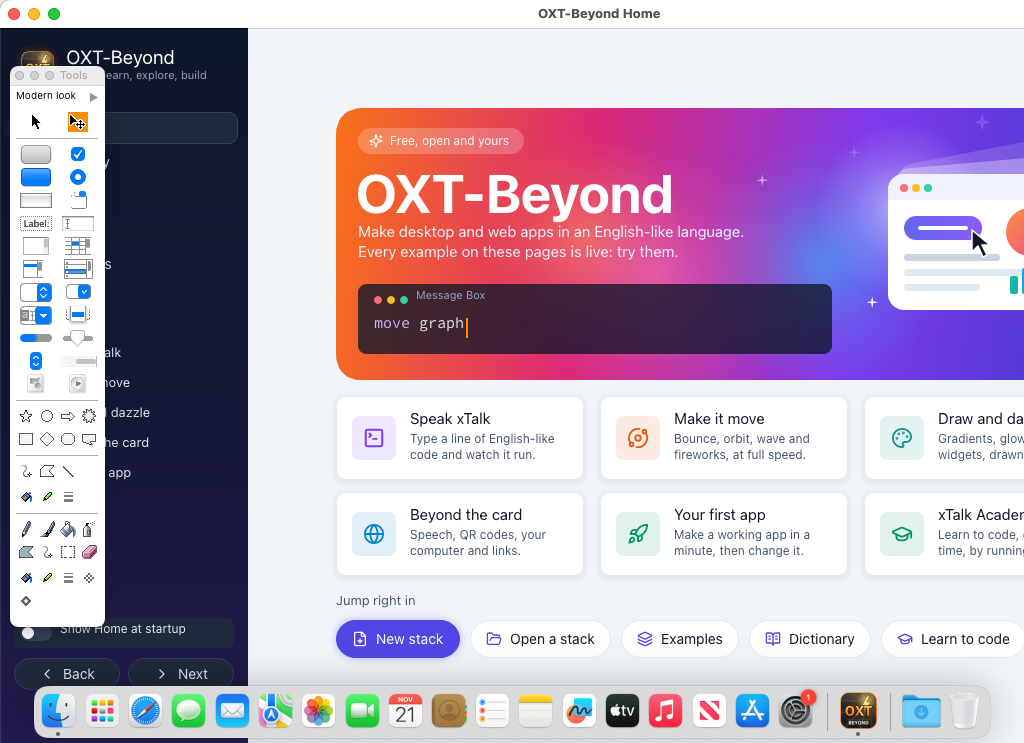 OXT-Beyond Home
OXT-Beyond
earn, explore, build
Tools
Modern look
Label:
alk
nove
dazzle
he card
app
Show Home at startup
Back
Next
Free, open and yours
OXT-Beyond
Make desktop and web apps in an English-like language.
Every example on these pages is live: try them.
Message Box
move graph
Speak xTalk
Type a line of English-like
code and watch it run.
Make it move
Bounce, orbit, wave and
fireworks, at full speed.
Draw and da
Gradients, glow
widgets, drawn
Beyond the card
Speech, QR codes, your
computer and links.
Your first app
Make a working app in a
minute, then change it.
xTalk Academ
Learn to code,
time, by running
Jump right in
New stack
Open a stack
Examples
Dictionary
Learn to code
NOV
21
tv
1
OXT
BEYOND